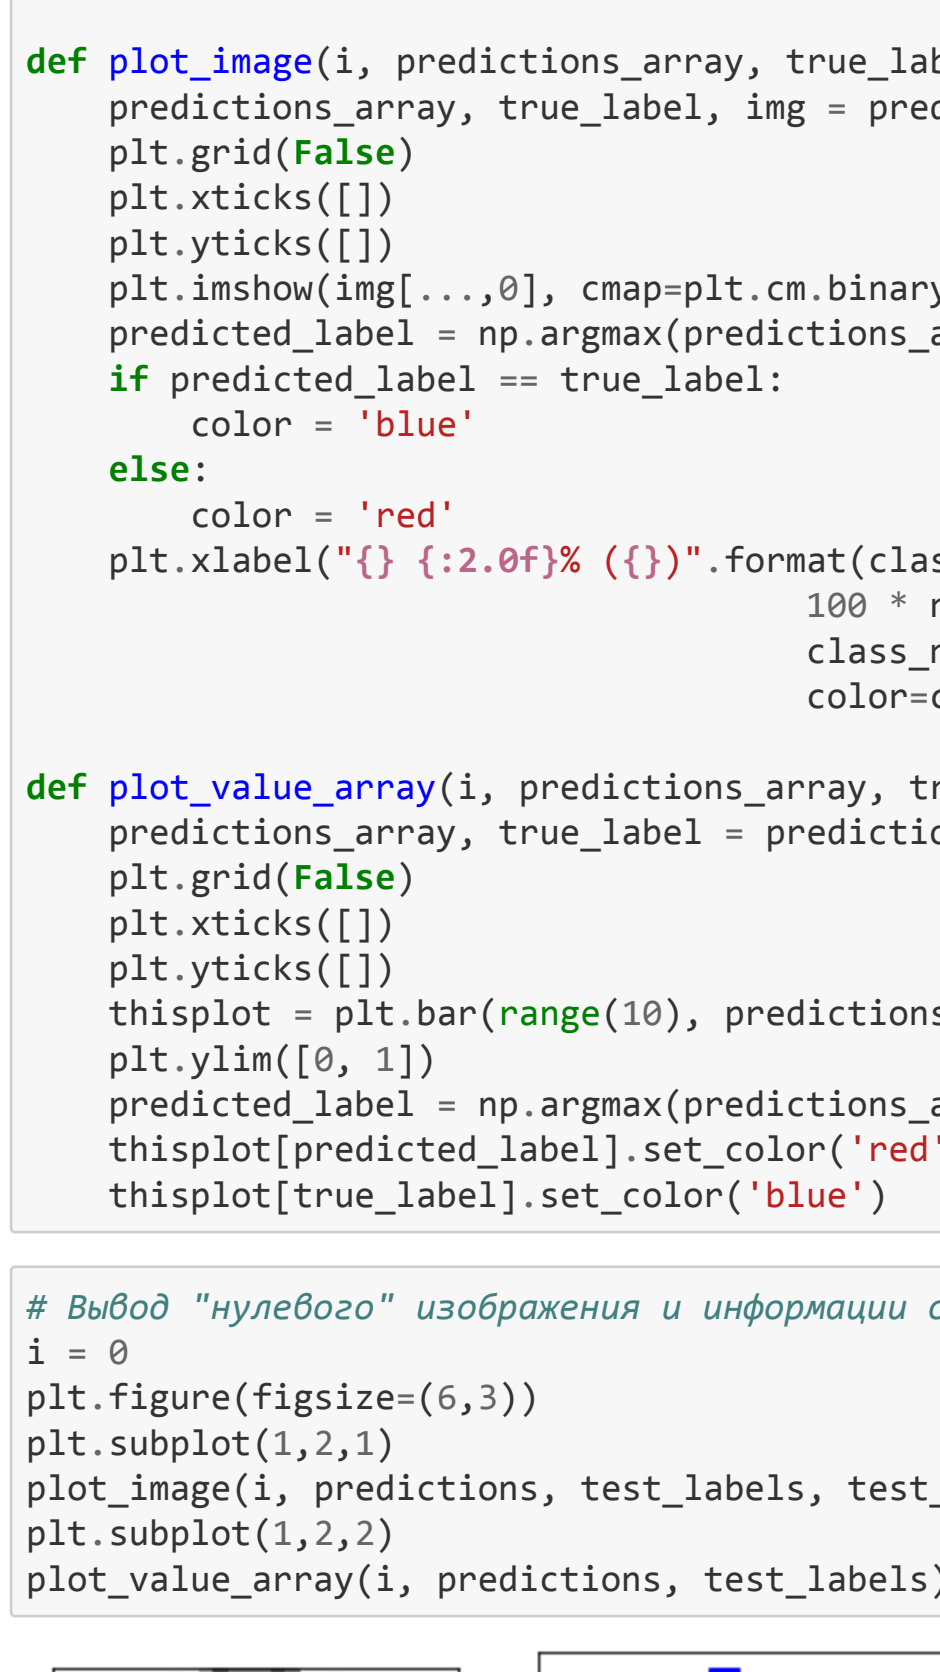 def plot_image(i, predictions_array, true_lab
    predictions_array, true_label, img = pred
    plt.grid(False)
    plt.xticks([])
    plt.yticks([])
    plt.imshow(img[...,0], cmap=plt.cm.binary
    predicted_label = np.argmax(predictions_a
    if predicted_label == true_label:
        color = 'blue'
    else:
        color = 'red'
    plt.xlabel("{} {:2.0f}% ({})".format(clas
                                      100 *
                                      class_
                                      color=
def plot_value_array(i, predictions_array, tr
    predictions_array, true_label = predictio
    plt.grid(False)
    plt.xticks([])
    plt.yticks([])
    thisplot = plt.bar(range(10), predictions
    plt.ylim([0, 1])
    predicted_label = np.argmax(predictions_a
    thisplot[predicted_label].set_color('red'
    thisplot[true_label].set_color('blue')
# Вывод "нулевого" изображения и информации о
i = 0
plt.figure(figsize=(6,3))
plt.subplot(1,2,1)
plot_image(i, predictions, test_labels, test_
plt.subplot(1,2,2)
plot_value_array(i, predictions, test_labels)